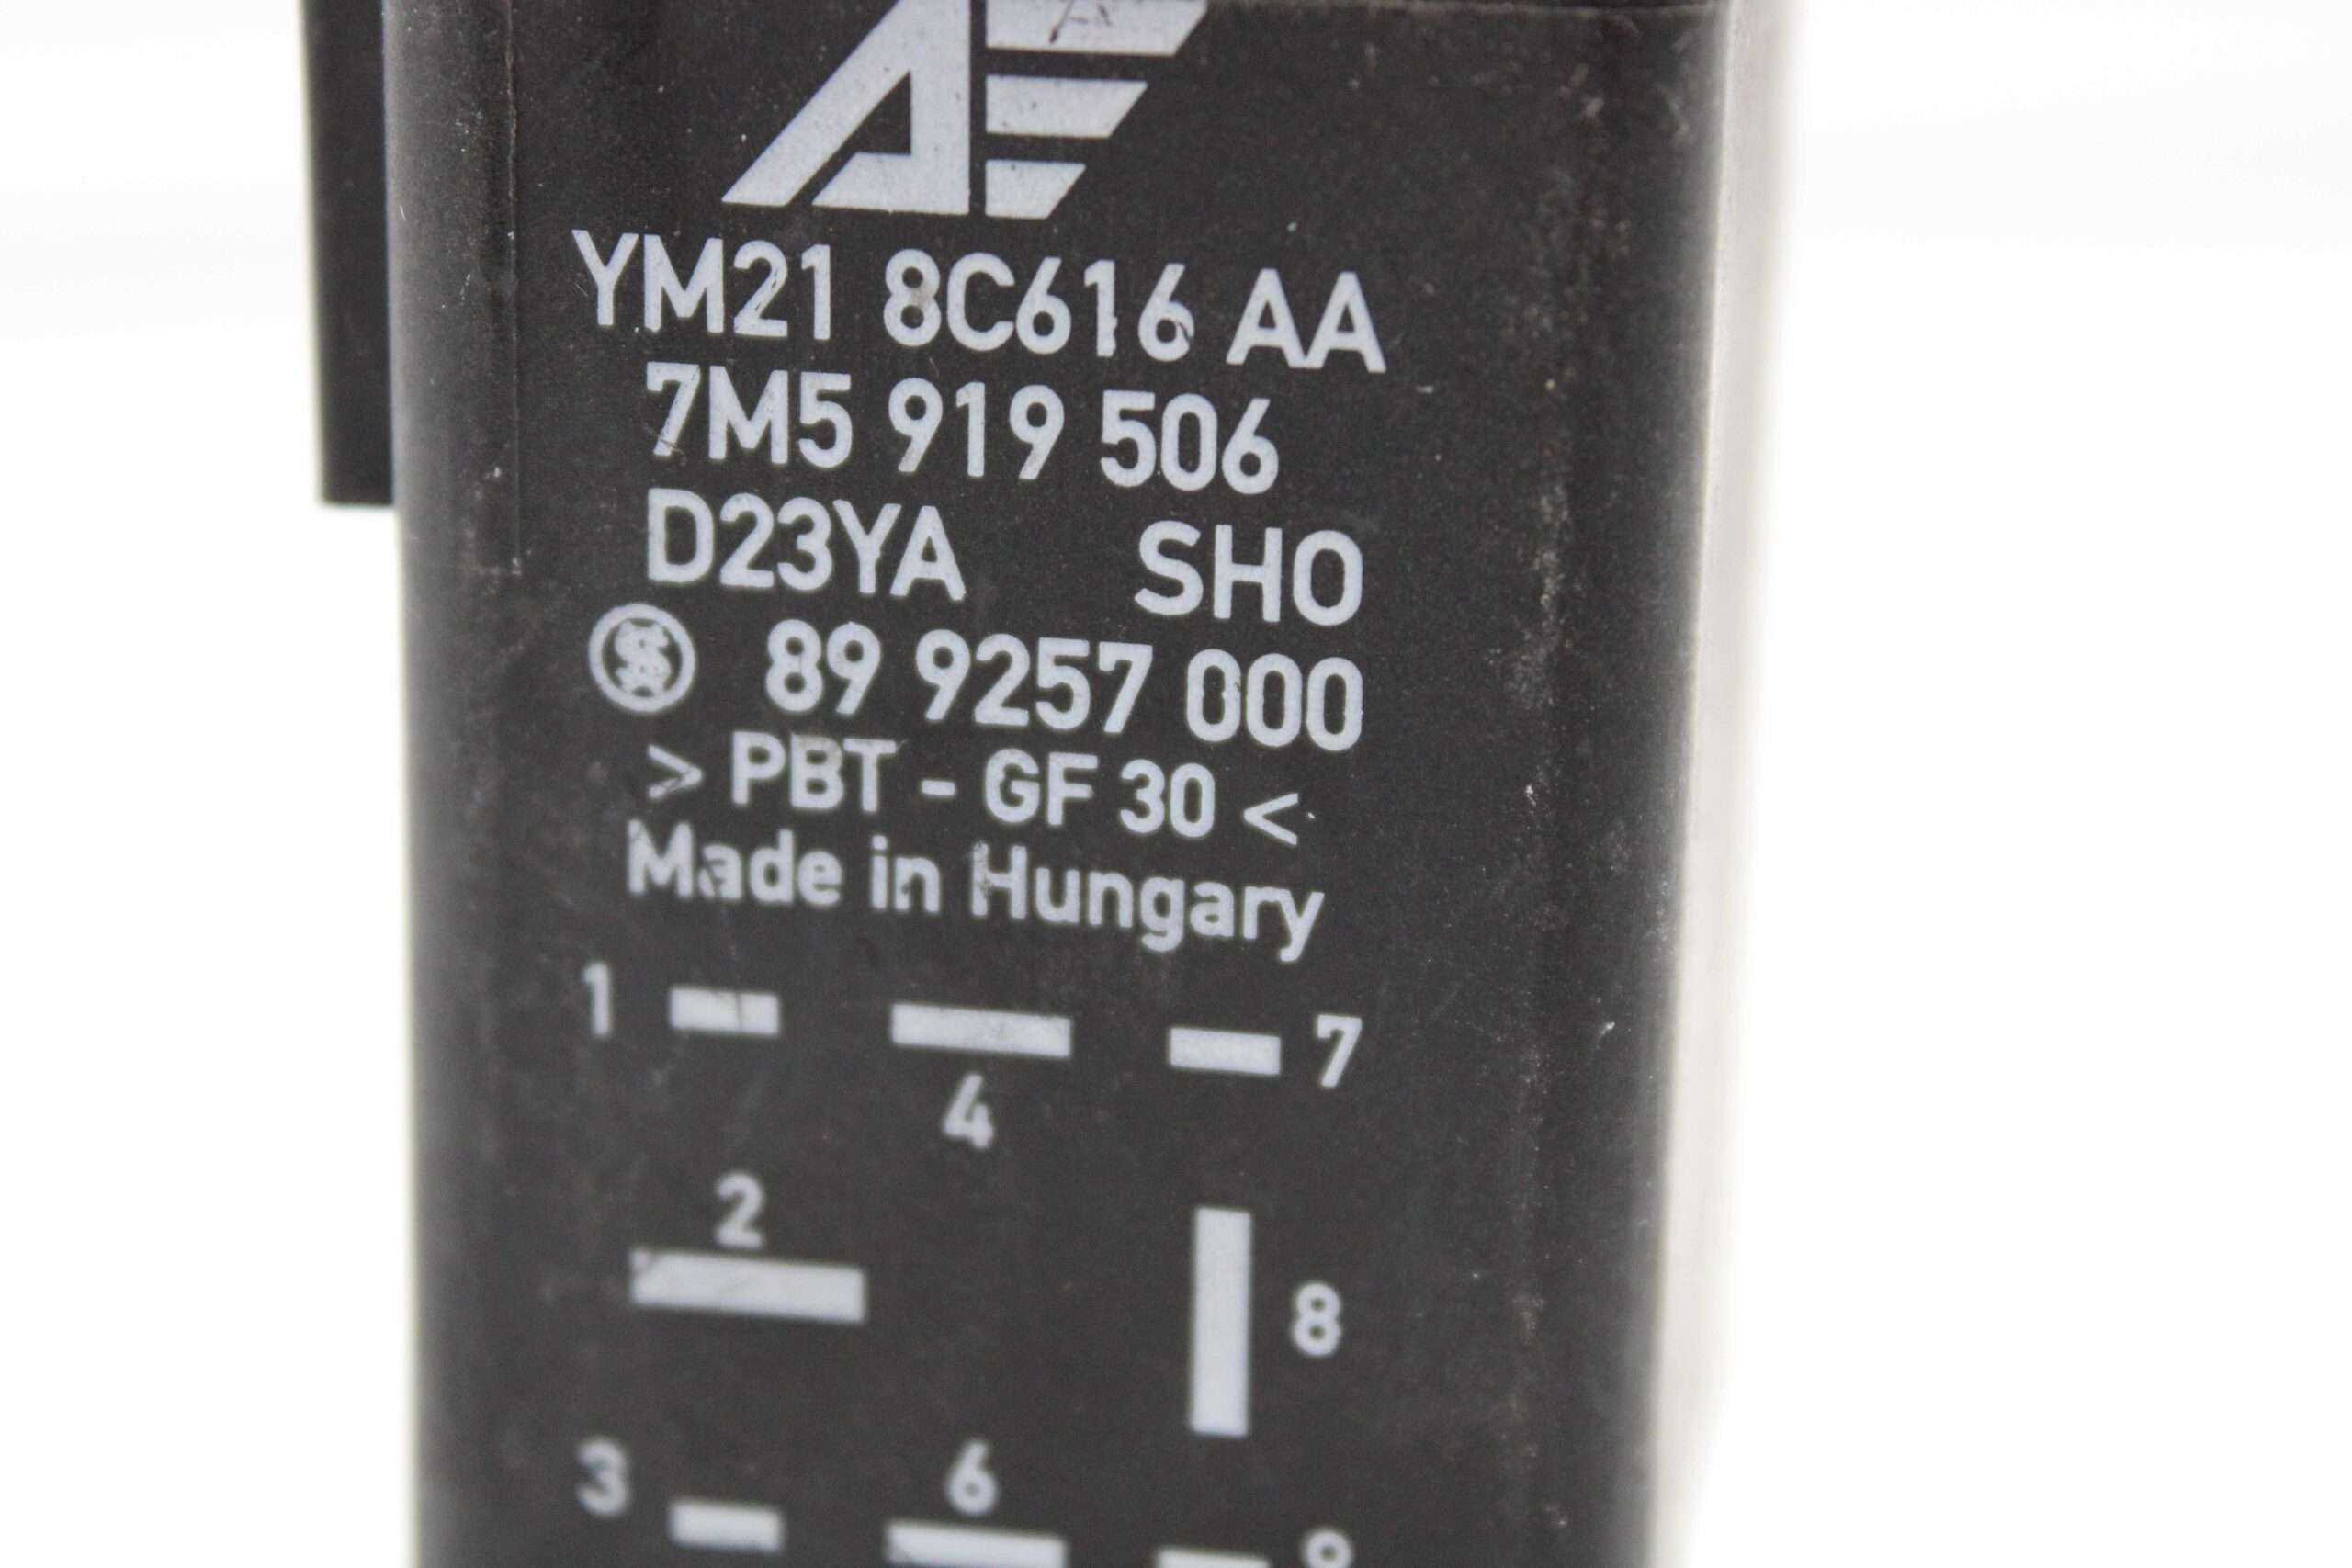 AE
YM21 8C616 AA
7M5 919 506
D23YA SHO
89 9257 000
> PBT - GF 30 <
Made in Hungary
1 7
4
2
8
3 6
9